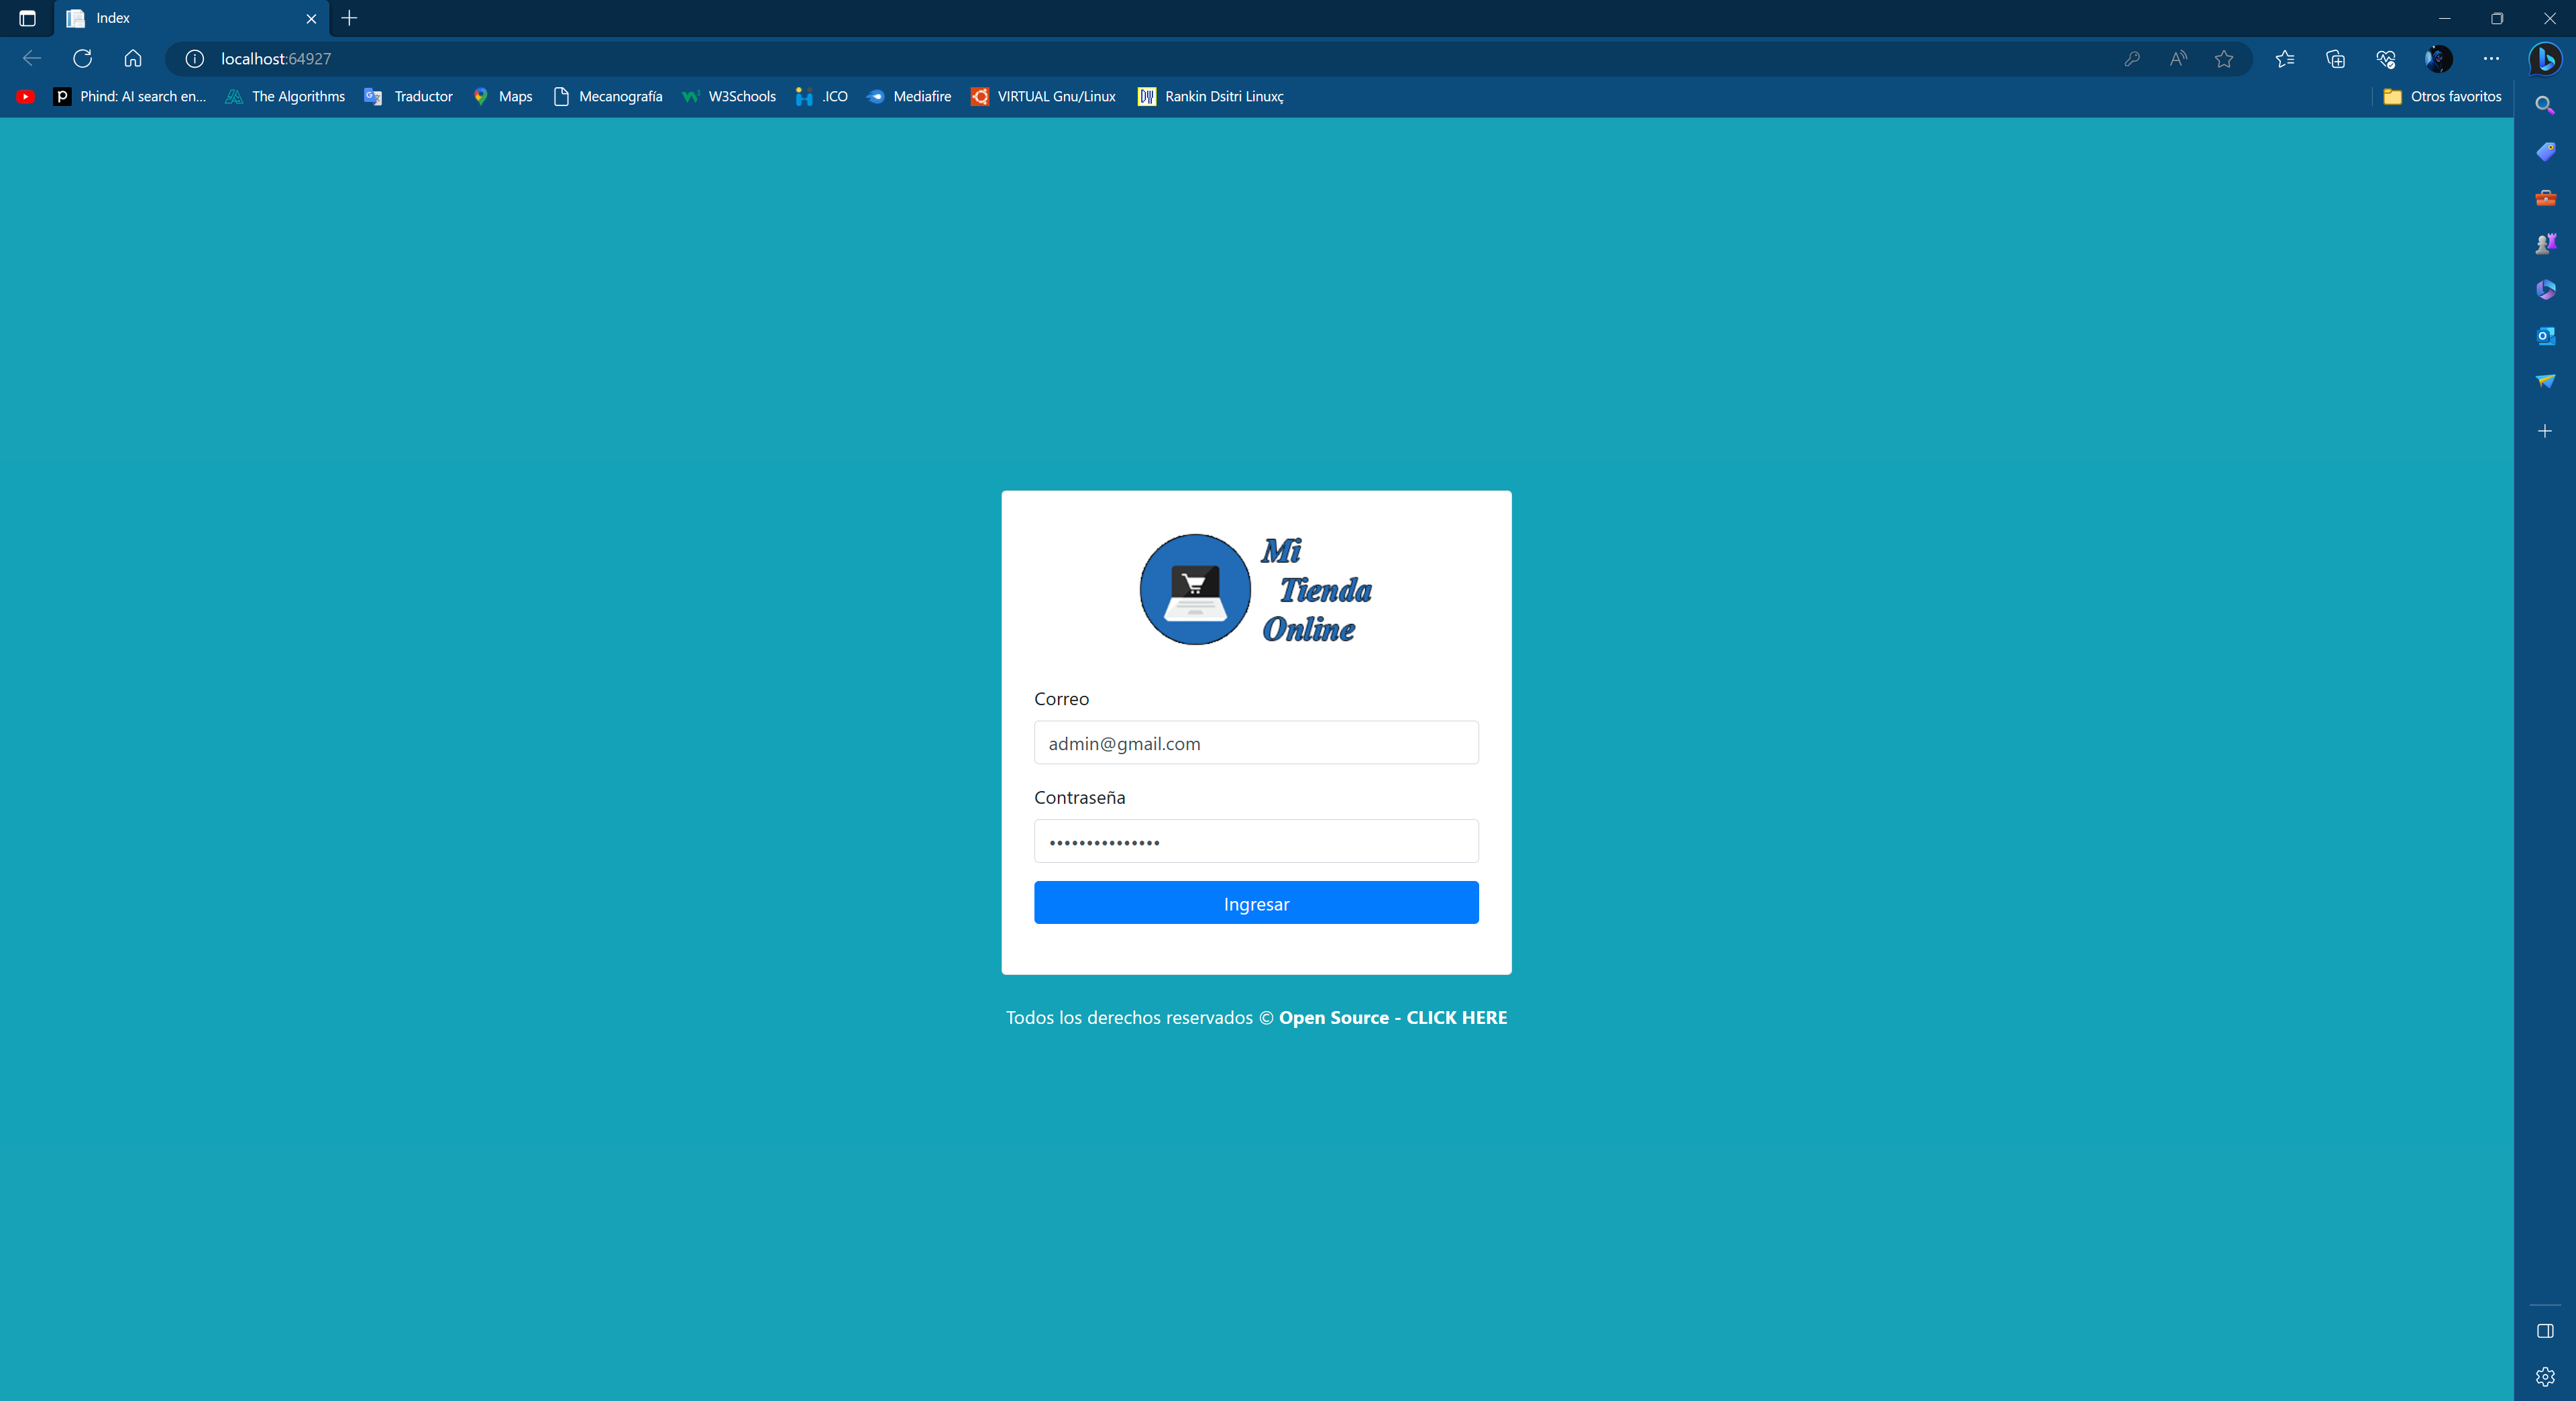 Index
localhost:64927
Phind: AI search en...
The Algorithms
Traductor
Maps
Mecanografía
W3Schools
.ICO
Mediafire
VIRTUAL Gnu/Linux
Rankin Dsitri Linuxç
Otros favoritos
Mi
Tienda
Online
Correo
admin@gmail.com
Contraseña
•••••••••••••••
Ingresar
Todos los derechos reservados © Open Source - CLICK HERE